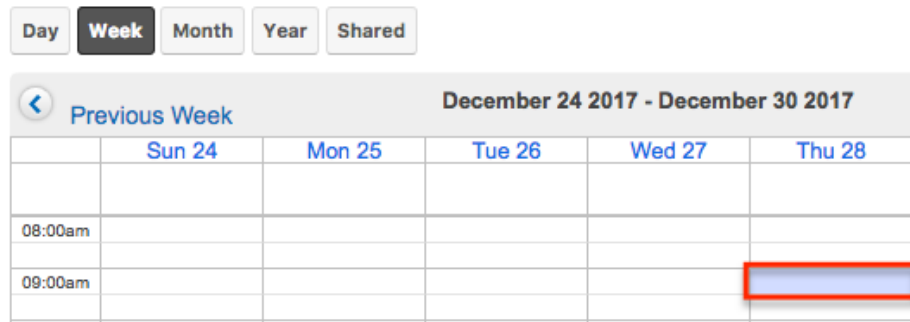 Day Week Month Year Shared
Previous Week December 24 2017 - December 30 2017
Sun 24 Mon 25 Tue 26 Wed 27 Thu 28
08:00am
09:00am